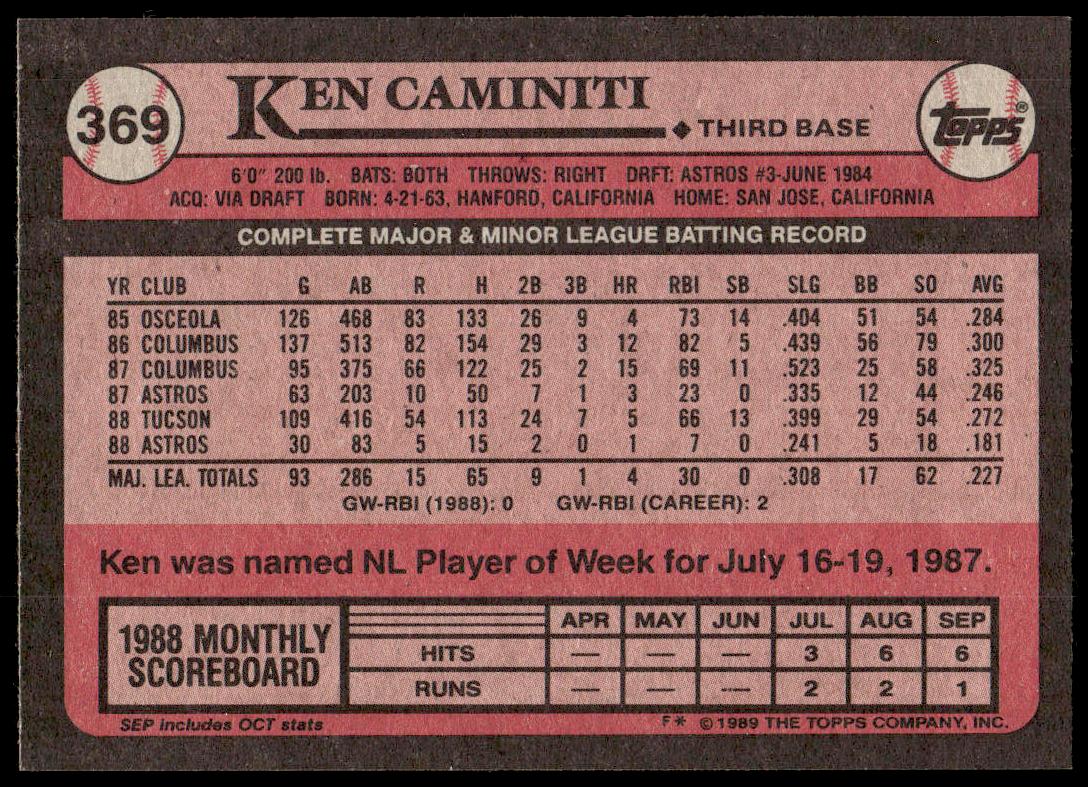 369
KEN CAMINITI
◆ THIRD BASE
Topps®
6'0" 200 lb. BATS: BOTH THROWS: RIGHT DRFT: ASTROS #3-JUNE 1984
ACQ: VIA DRAFT BORN: 4-21-63, HANFORD, CALIFORNIA HOME: SAN JOSE, CALIFORNIA
COMPLETE MAJOR & MINOR LEAGUE BATTING RECORD
YR CLUB G AB R H 2B 3B HR RBI SB SLG BB SO AVG
85 OSCEOLA 126 468 83 133 26 9 4 73 14 .404 51 54 .284
86 COLUMBUS 137 513 82 154 29 3 12 82 5 .439 56 79 .300
87 COLUMBUS 95 375 66 122 25 2 15 69 11 .523 25 58 .325
87 ASTROS 63 203 10 50 7 1 3 23 0 .335 12 44 .246
88 TUCSON 109 416 54 113 24 7 5 66 13 .399 29 54 .272
88 ASTROS 30 83 5 15 2 0 1 7 0 .241 5 18 .181
MAJ. LEA. TOTALS 93 286 15 65 9 1 4 30 0 .308 17 62 .227
GW-RBI (1988): 0 GW-RBI (CAREER): 2
Ken was named NL Player of Week for July 16-19, 1987.
1988 MONTHLY SCOREBOARD
APR MAY JUN JUL AUG SEP
HITS — — — 3 6 6
RUNS — — — 2 2 1
SEP includes OCT stats
F* © 1989 THE TOPPS COMPANY, INC.